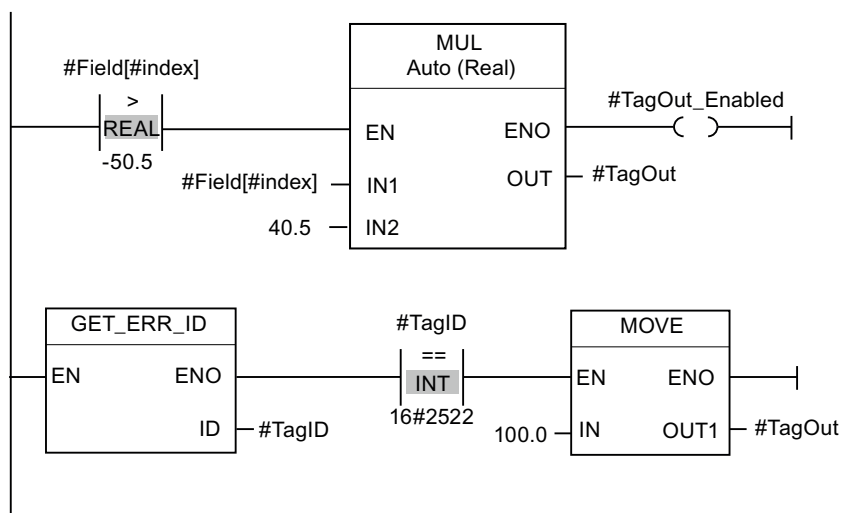 MUL
Auto (Real)
#Field[#index]
>
REAL
-50.5
EN
ENO
#TagOut_Enabled
#Field[#index]
IN1
OUT
#TagOut
40.5
IN2
GET_ERR_ID
EN
ENO
ID
#TagID
#TagID
==
INT
16#2522
MOVE
EN
ENO
100.0
IN
OUT1
#TagOut